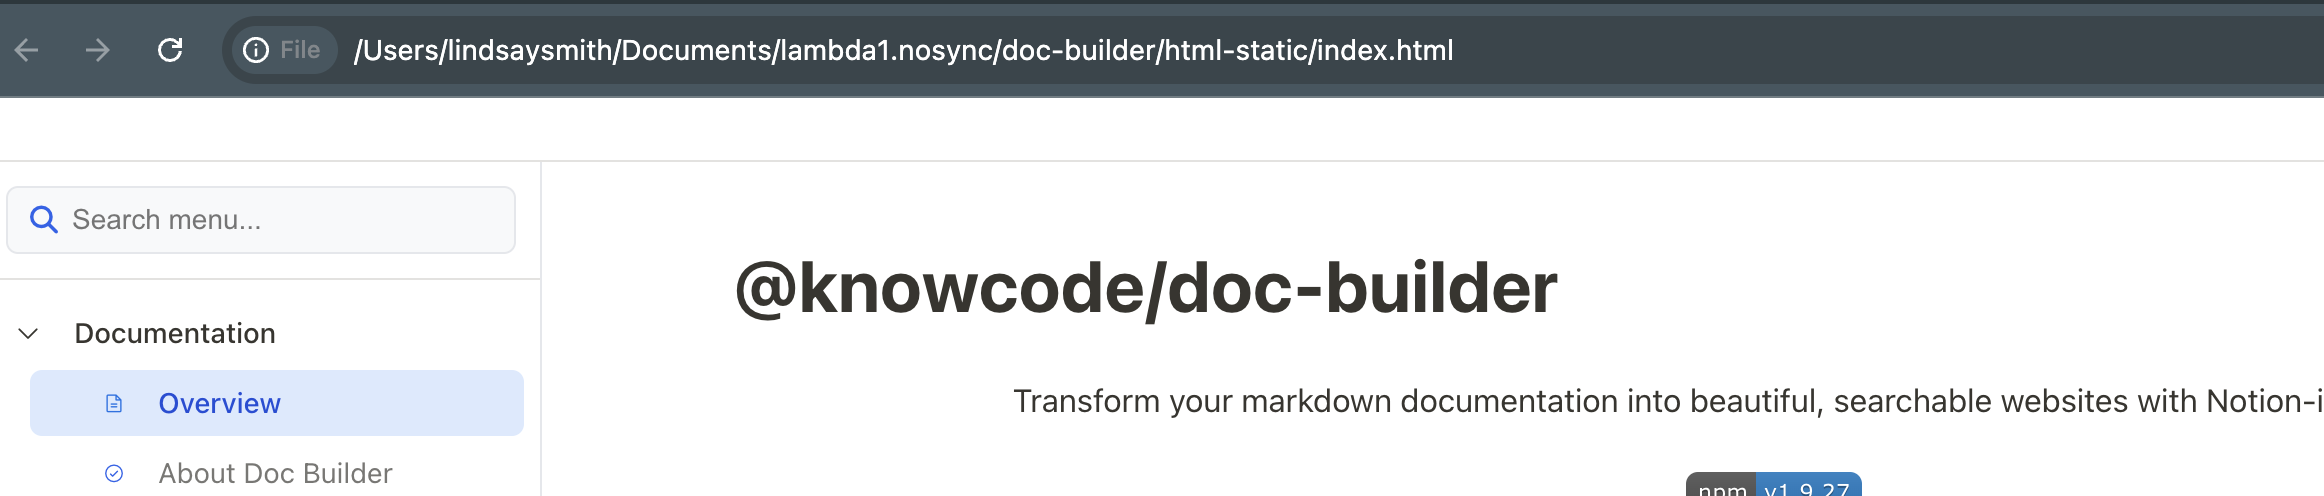 File /Users/lindsaysmith/Documents/lambda1.nosync/doc-builder/html-static/index.html
Search menu...
@knowcode/doc-builder
Documentation
Overview
Transform your markdown documentation into beautiful, searchable websites with Notion-i
About Doc Builder
npm v1.9.27